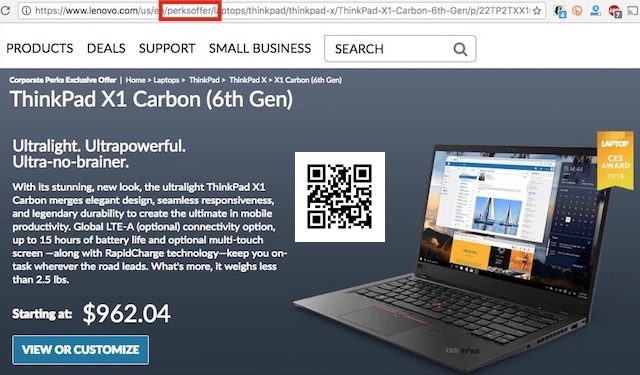 https://www.lenovo.com/us/en/perksoffer/laptops/thinkpad/thinkpad-x/ThinkPad-X1-Carbon-6th-Gen/p/22TP2TXX1
PRODUCTS DEALS SUPPORT SMALL BUSINESS SEARCH
Corporate Perks Exclusive Offer | Home > Laptops > ThinkPad > ThinkPad X > X1 Carbon (6th Gen)
ThinkPad X1 Carbon (6th Gen)
Ultralight. Ultrapowerful.
Ultra-no-brainer.
LAPTOP
CES
AWARD
2018
With its stunning, new look, the ultralight ThinkPad X1
Carbon merges elegant design, seamless responsiveness,
and legendary durability to create the ultimate in mobile
productivity. Global LTE-A (optional) connectivity option,
up to 15 hours of battery life and optional multi-touch
screen —along with RapidCharge technology—keep you on-
task wherever the road leads. What's more, it weighs less
than 2.5 lbs.
Starting at: $962.04
VIEW OR CUSTOMIZE
ThinkPad